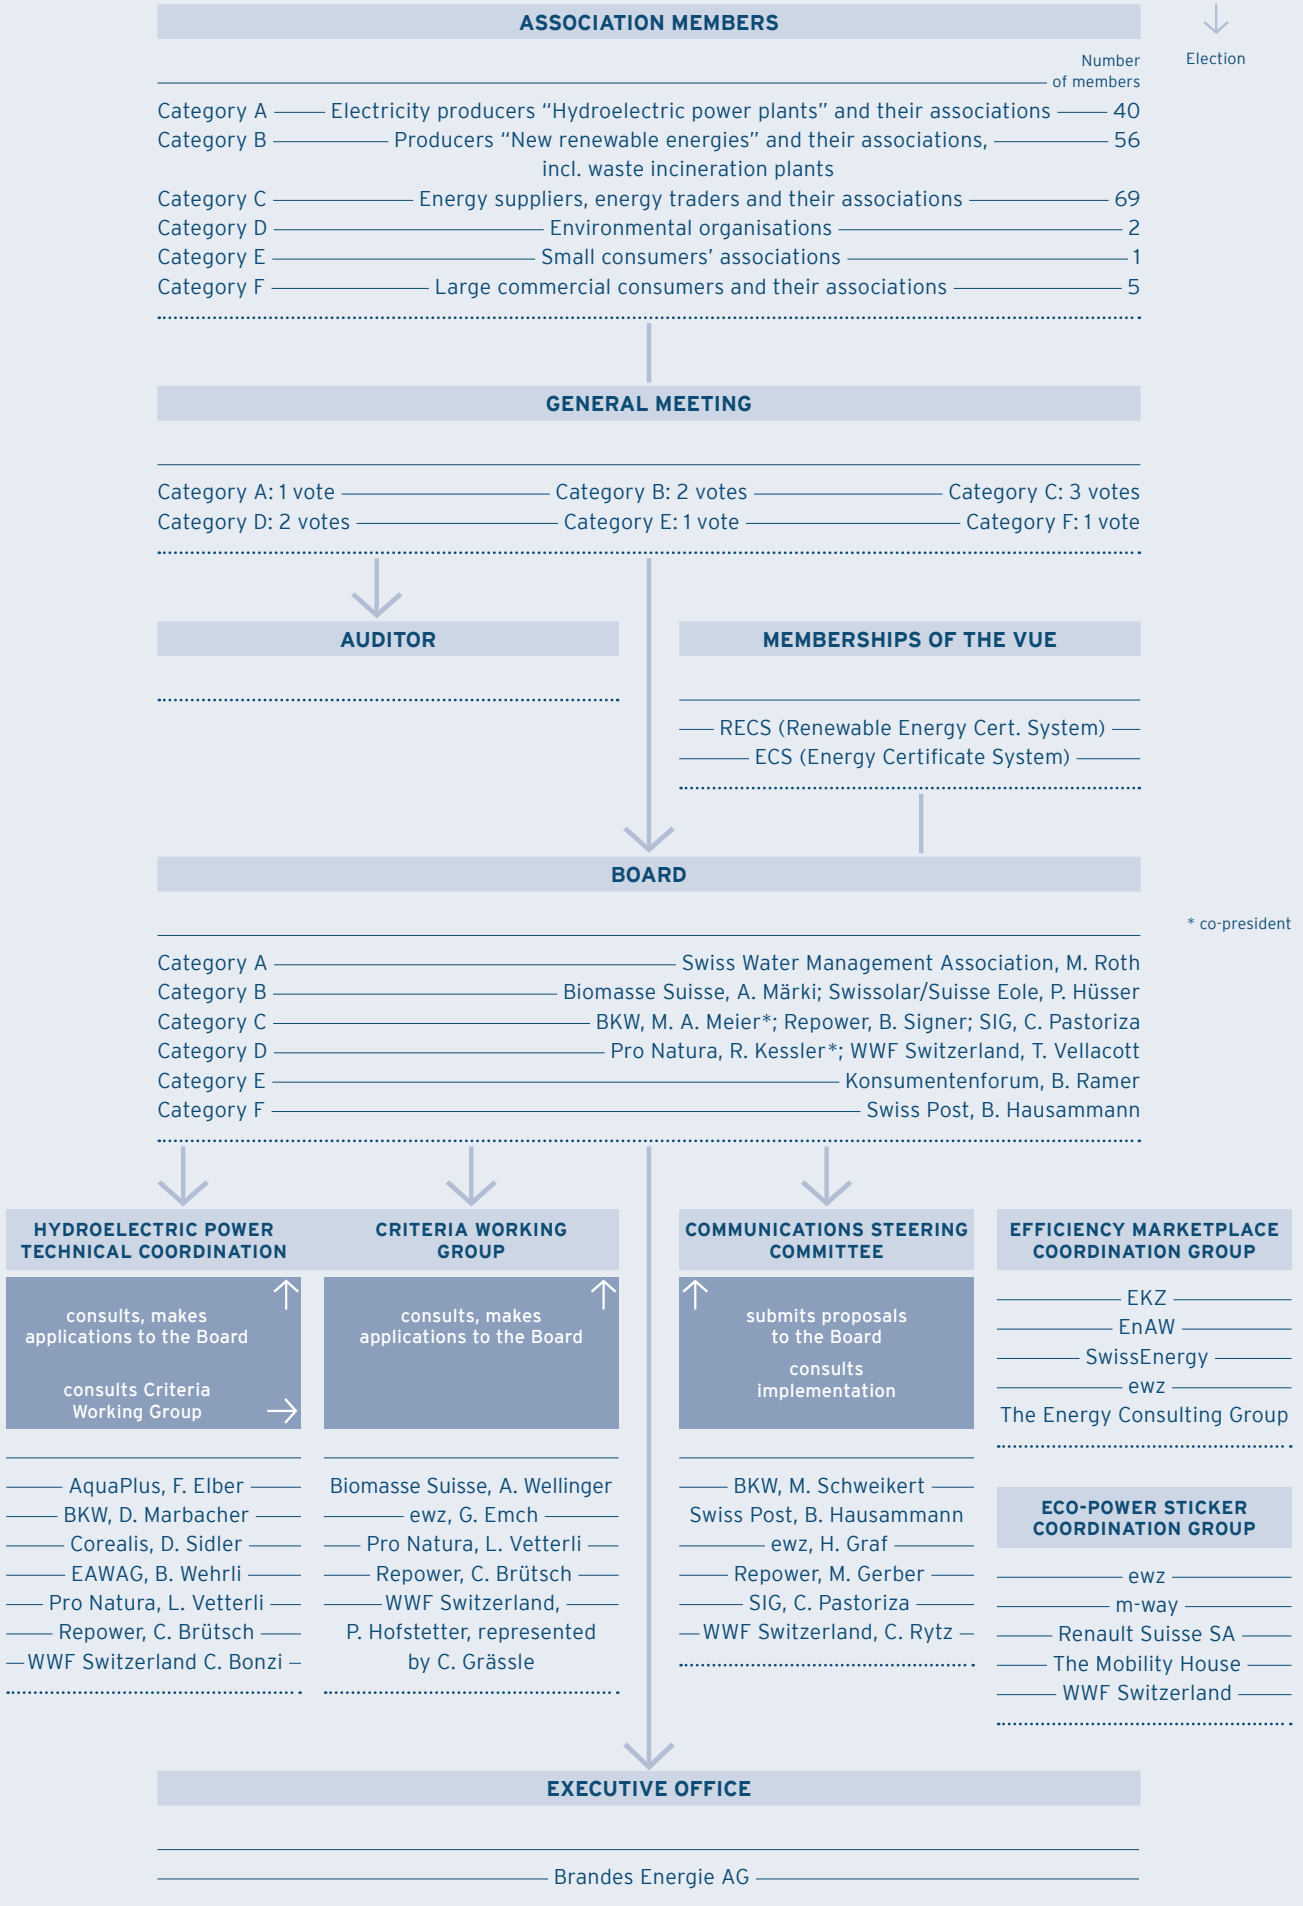 ASSOCIATION MEMBERS
Election
Number
of members
Category A Electricity producers “Hydroelectric power plants” and their associations 40
Category B Producers “New renewable energies” and their associations, 56
incl. waste incineration plants
Category C Energy suppliers, energy traders and their associations 69
Category D Environmental organisations 2
Category E Small consumers’ associations 1
Category F Large commercial consumers and their associations 5
GENERAL MEETING
Category A: 1 vote Category B: 2 votes Category C: 3 votes
Category D: 2 votes Category E: 1 vote Category F: 1 vote
AUDITOR
MEMBERSHIPS OF THE VUE
RECS (Renewable Energy Cert. System)
ECS (Energy Certificate System)
BOARD
* co-president
Category A Swiss Water Management Association, M. Roth
Category B Biomasse Suisse, A. Märki; Swissolar/Suisse Eole, P. Hüsser
Category C BKW, M. A. Meier*; Repower, B. Signer; SIG, C. Pastoriza
Category D Pro Natura, R. Kessler*; WWF Switzerland, T. Vellacott
Category E Konsumentenforum, B. Ramer
Category F Swiss Post, B. Hausammann
HYDROELECTRIC POWER
TECHNICAL COORDINATION
consults, makes
applications to the Board
consults Criteria
Working Group
AquaPlus, F. Elber
BKW, D. Marbacher
Corealis, D. Sidler
EAWAG, B. Wehrli
Pro Natura, L. Vetterli
Repower, C. Brütsch
WWF Switzerland C. Bonzi
CRITERIA WORKING
GROUP
consults, makes
applications to the Board
Biomasse Suisse, A. Wellinger
ewz, G. Emch
Pro Natura, L. Vetterli
Repower, C. Brütsch
WWF Switzerland,
P. Hofstetter, represented
by C. Grässle
COMMUNICATIONS STEERING
COMMITTEE
submits proposals
to the Board
consults
implementation
BKW, M. Schweikert
Swiss Post, B. Hausammann
ewz, H. Graf
Repower, M. Gerber
SIG, C. Pastoriza
WWF Switzerland, C. Rytz
EFFICIENCY MARKETPLACE
COORDINATION GROUP
EKZ
EnAW
SwissEnergy
ewz
The Energy Consulting Group
ECO-POWER STICKER
COORDINATION GROUP
ewz
m-way
Renault Suisse SA
The Mobility House
WWF Switzerland
EXECUTIVE OFFICE
Brandes Energie AG